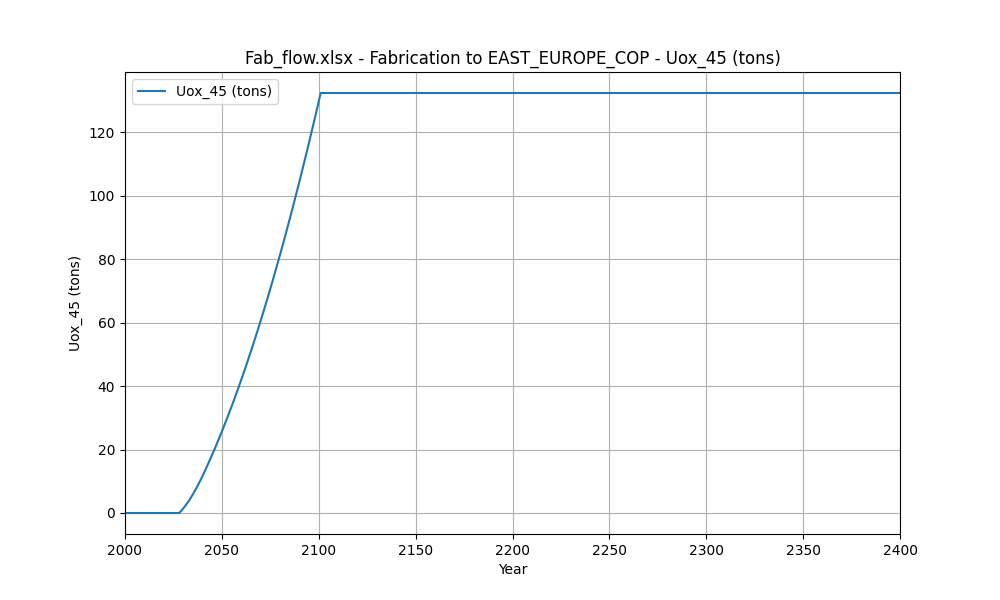 Fab_flow.xlsx - Fabrication to EAST_EUROPE_COP - Uox_45 (tons)
Uox_45 (tons)
120
100
80
60
40
20
0
Uox_45 (tons)
2000 2050 2100 2150 2200 2250 2300 2350 2400
Year